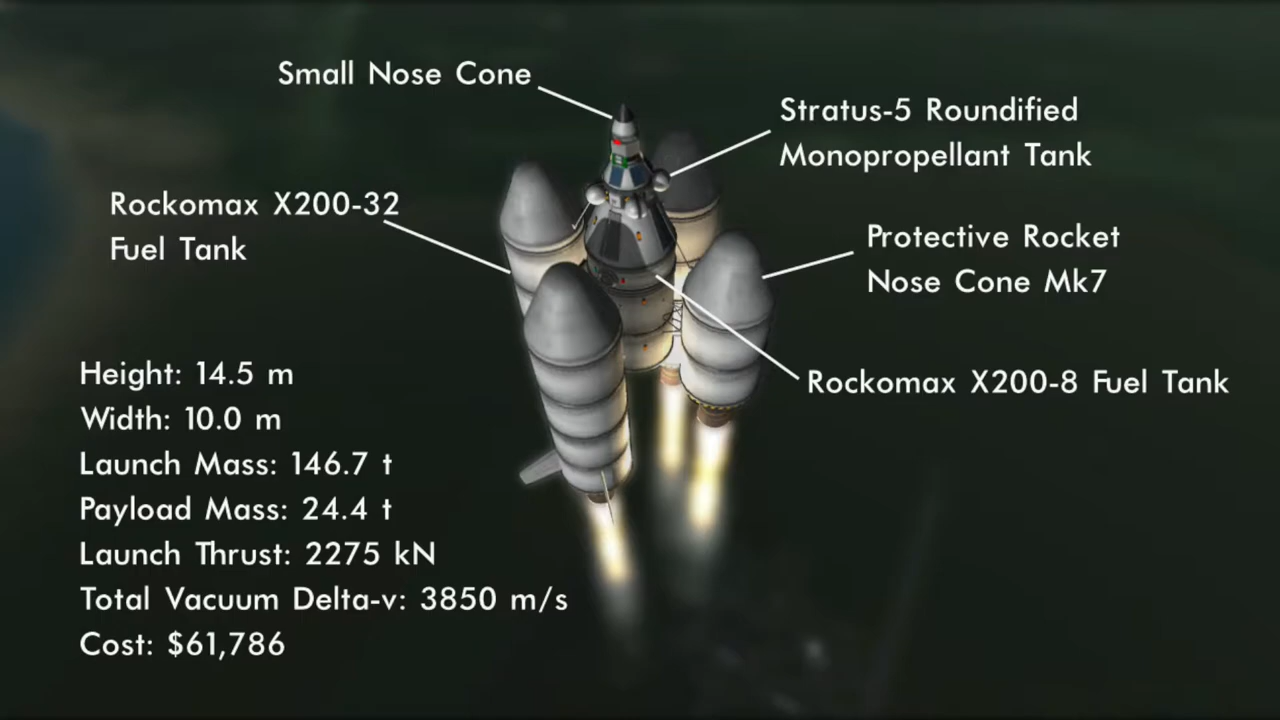 Small Nose Cone
Stratus-5 Roundified
Monopropellant Tank
Rockomax X200-32
Fuel Tank
Protective Rocket
Nose Cone Mk7
Rockomax X200-8 Fuel Tank
Height: 14.5 m
Width: 10.0 m
Launch Mass: 146.7 t
Payload Mass: 24.4 t
Launch Thrust: 2275 kN
Total Vacuum Delta-v: 3850 m/s
Cost: $61,786